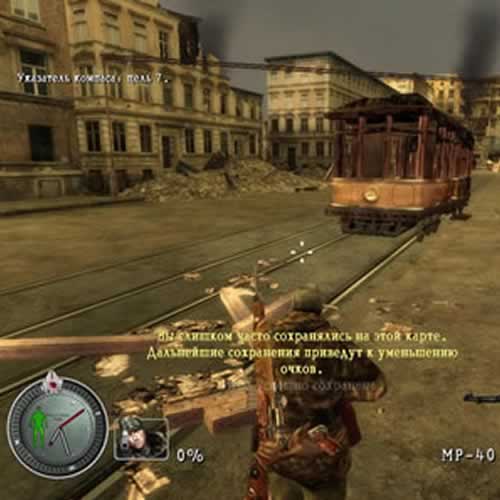 Указатель компаса: цель 7.
Вы слишком часто сохранялись на этой карте.
Дальнейшие сохранения приведут к уменьшению
очков.
сохранена
0%
MP-40